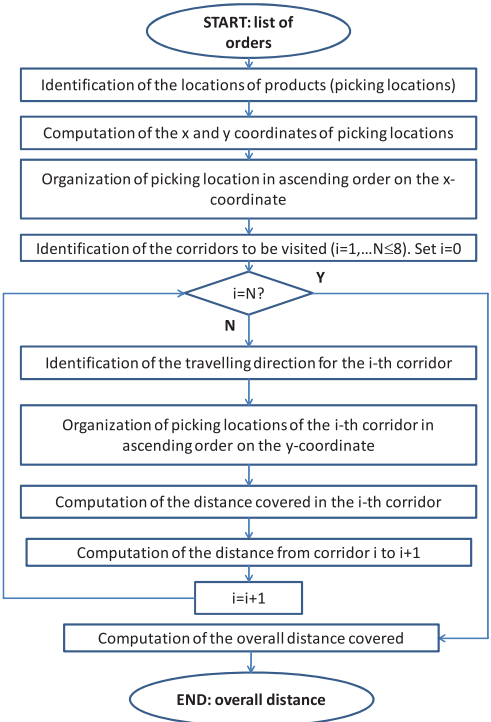 START: list of
orders
Identification of the locations of products (picking locations)
Computation of the x and y coordinates of picking locations
Organization of picking location in ascending order on the x-
coordinate
Identification of the corridors to be visited (i=1,...N≤8). Set i=0
i=N?
Y
N
Identification of the travelling direction for the i-th corridor
Organization of picking locations of the i-th corridor in
ascending order on the y-coordinate
Computation of the distance covered in the i-th corridor
Computation of the distance from corridor i to i+1
i=i+1
Computation of the overall distance covered
END: overall distance